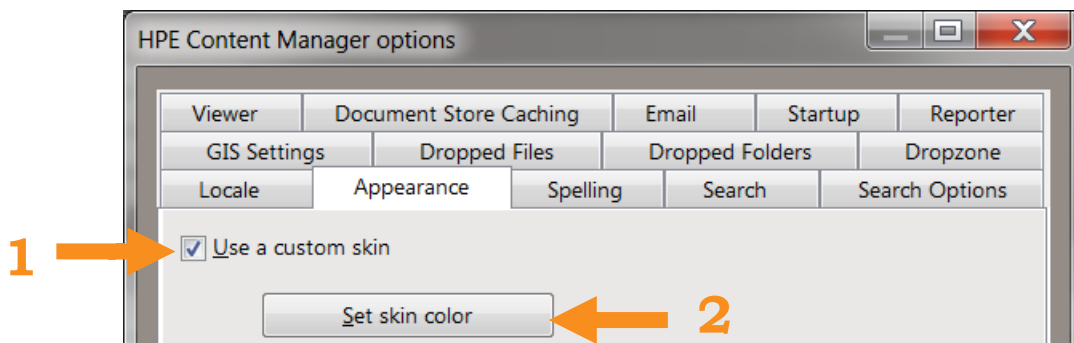 HPE Content Manager options
Viewer Document Store Caching Email Startup Reporter
GIS Settings Dropped Files Dropped Folders Dropzone
Locale Appearance Spelling Search Search Options
1 Use a custom skin
Set skin color 2